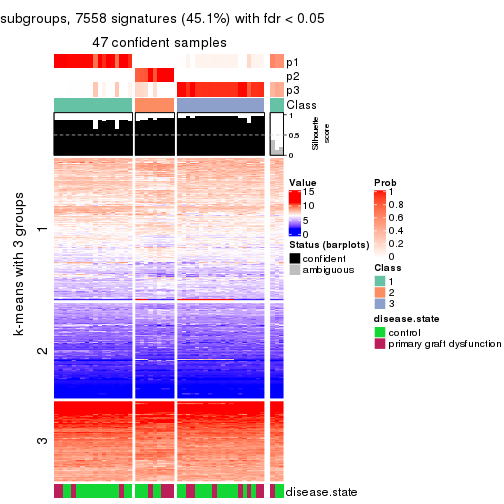 subgroups, 7558 signatures (45.1%) with fdr < 0.05
47 confident samples
p1
p2
p3
Class
1
0.5
0
Silhouette
score
k-means with 3 groups
1
2
3
disease.state
Value
15
10
5
0
Status (barplots)
confident
ambiguous
Prob
1
0.8
0.6
0.4
0.2
0
Class
1
2
3
disease.state
control
primary graft dysfunction